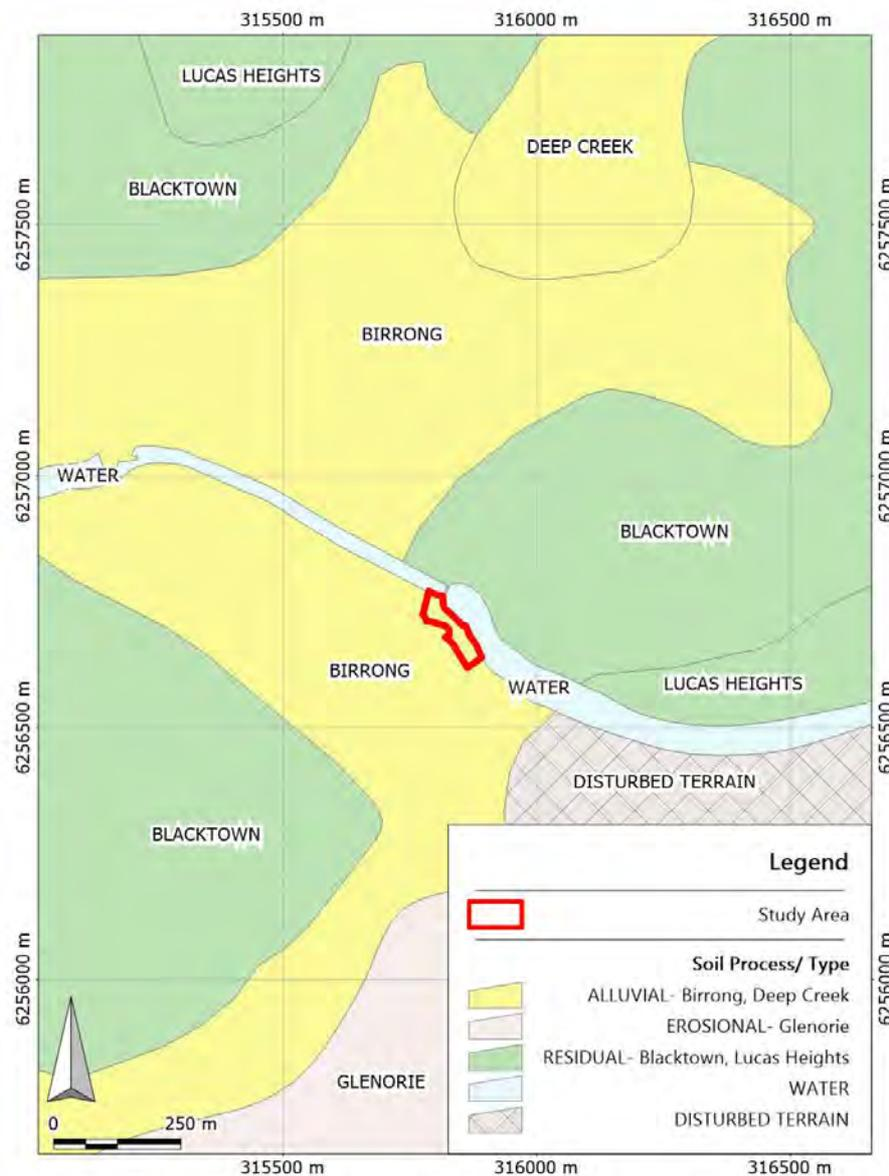 315500 m
316000 m
316500 m
LUCAS HEIGHTS
DEEP CREEK
BLACKTOWN
6257500 m
6257500 m
BIRRONG
WATER
6257000 m
6257000 m
BLACKTOWN
BIRRONG
WATER
LUCAS HEIGHTS
6256500 m
6256500 m
DISTURBED TERRAIN
BLACKTOWN
Legend
Study Area
Soil Process/ Type
6256000 m
6256000 m
ALLUVIAL- Birrong, Deep Creek
EROSIONAL- Glenorie
RESIDUAL- Blacktown, Lucas Heights
WATER
DISTURBED TERRAIN
GLENORIE
0 250 m
315500 m
316000 m
316500 m